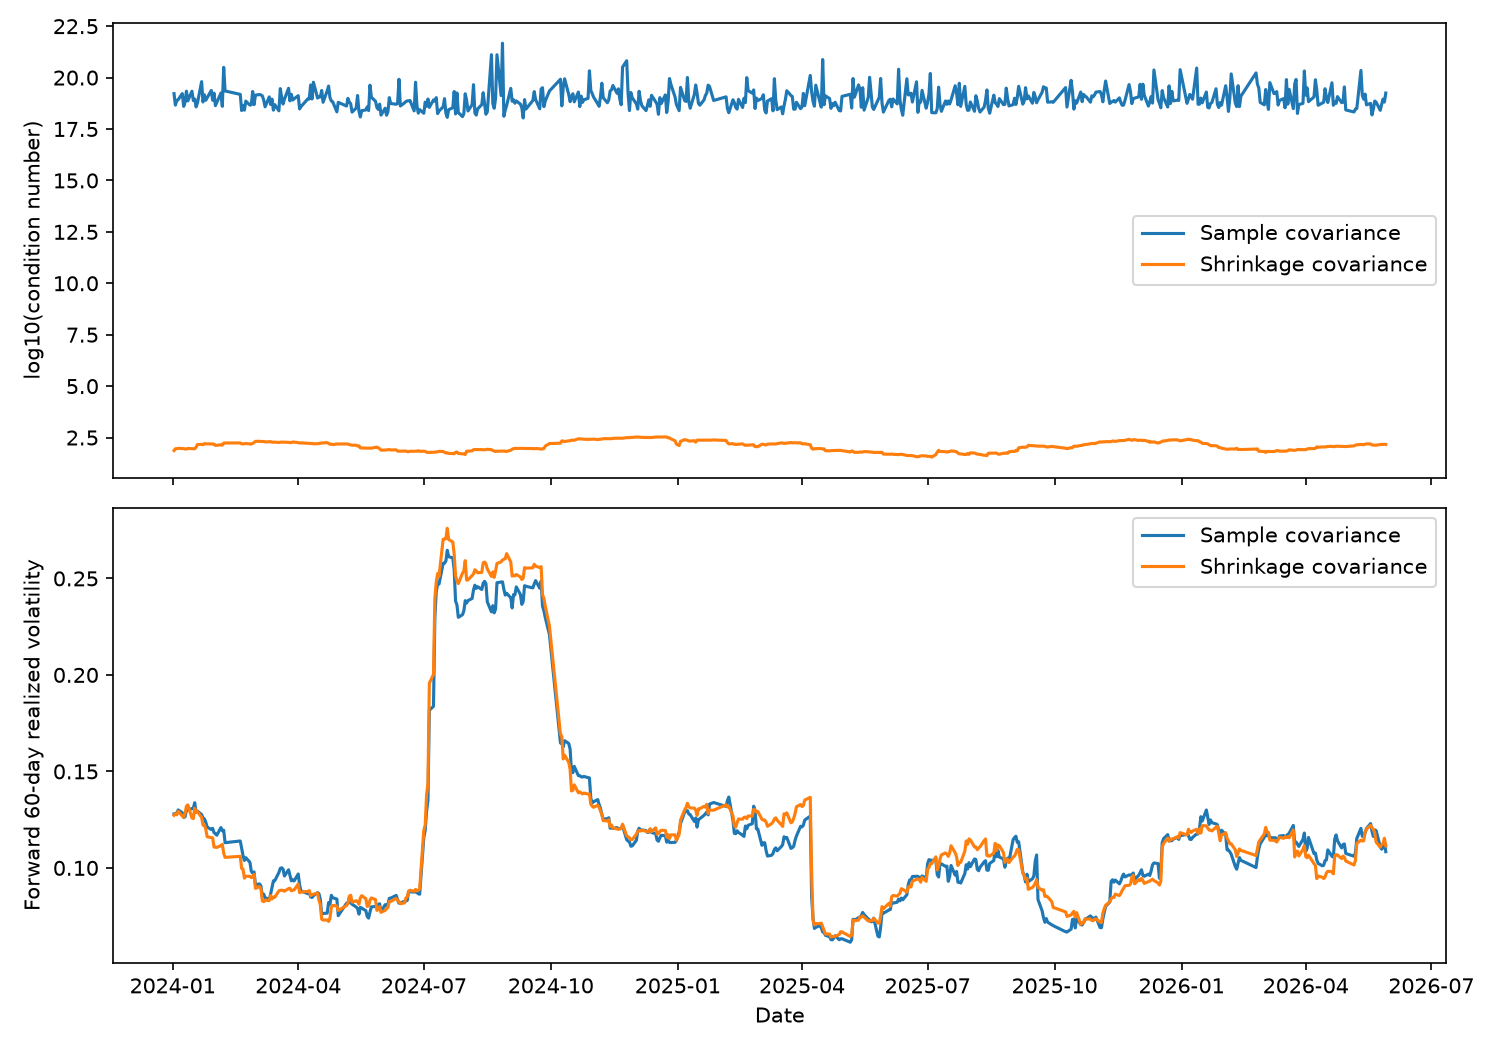 22.5
20.0
17.5
15.0
12.5
10.0
7.5
5.0
2.5
log10(condition number)
Sample covariance
Shrinkage covariance
0.25
0.20
0.15
0.10
Forward 60-day realized volatility
Sample covariance
Shrinkage covariance
2024-01 2024-04 2024-07 2024-10 2025-01 2025-04 2025-07 2025-10 2026-01 2026-04 2026-07
Date